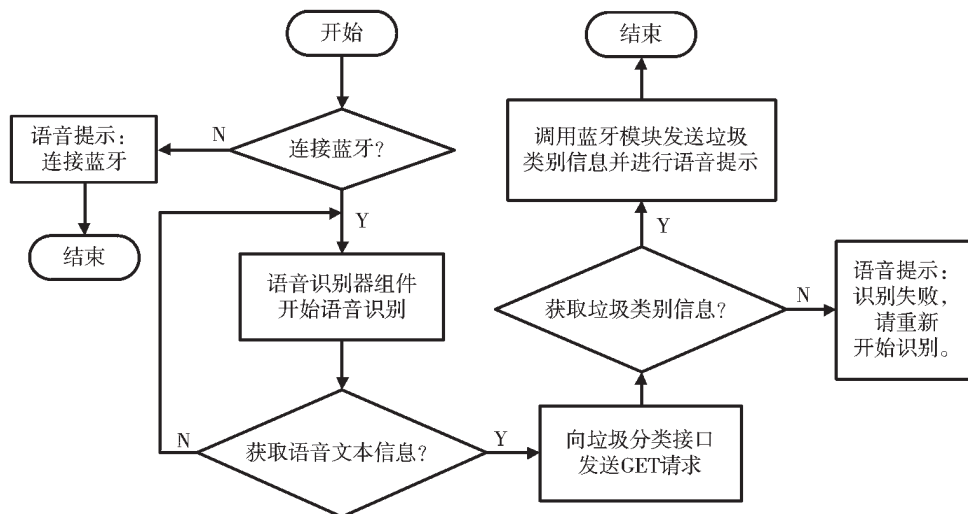 开始
连接蓝牙?
N
语音提示:
连接蓝牙
结束
Y
语音识别器组件
开始语音识别
获取语音文本信息?
N
Y
向垃圾分类接口
发送GET请求
获取垃圾类别信息?
N
语音提示:
识别失败,
请重新
开始识别。
Y
调用蓝牙模块发送垃圾
类别信息并进行语音提示
结束